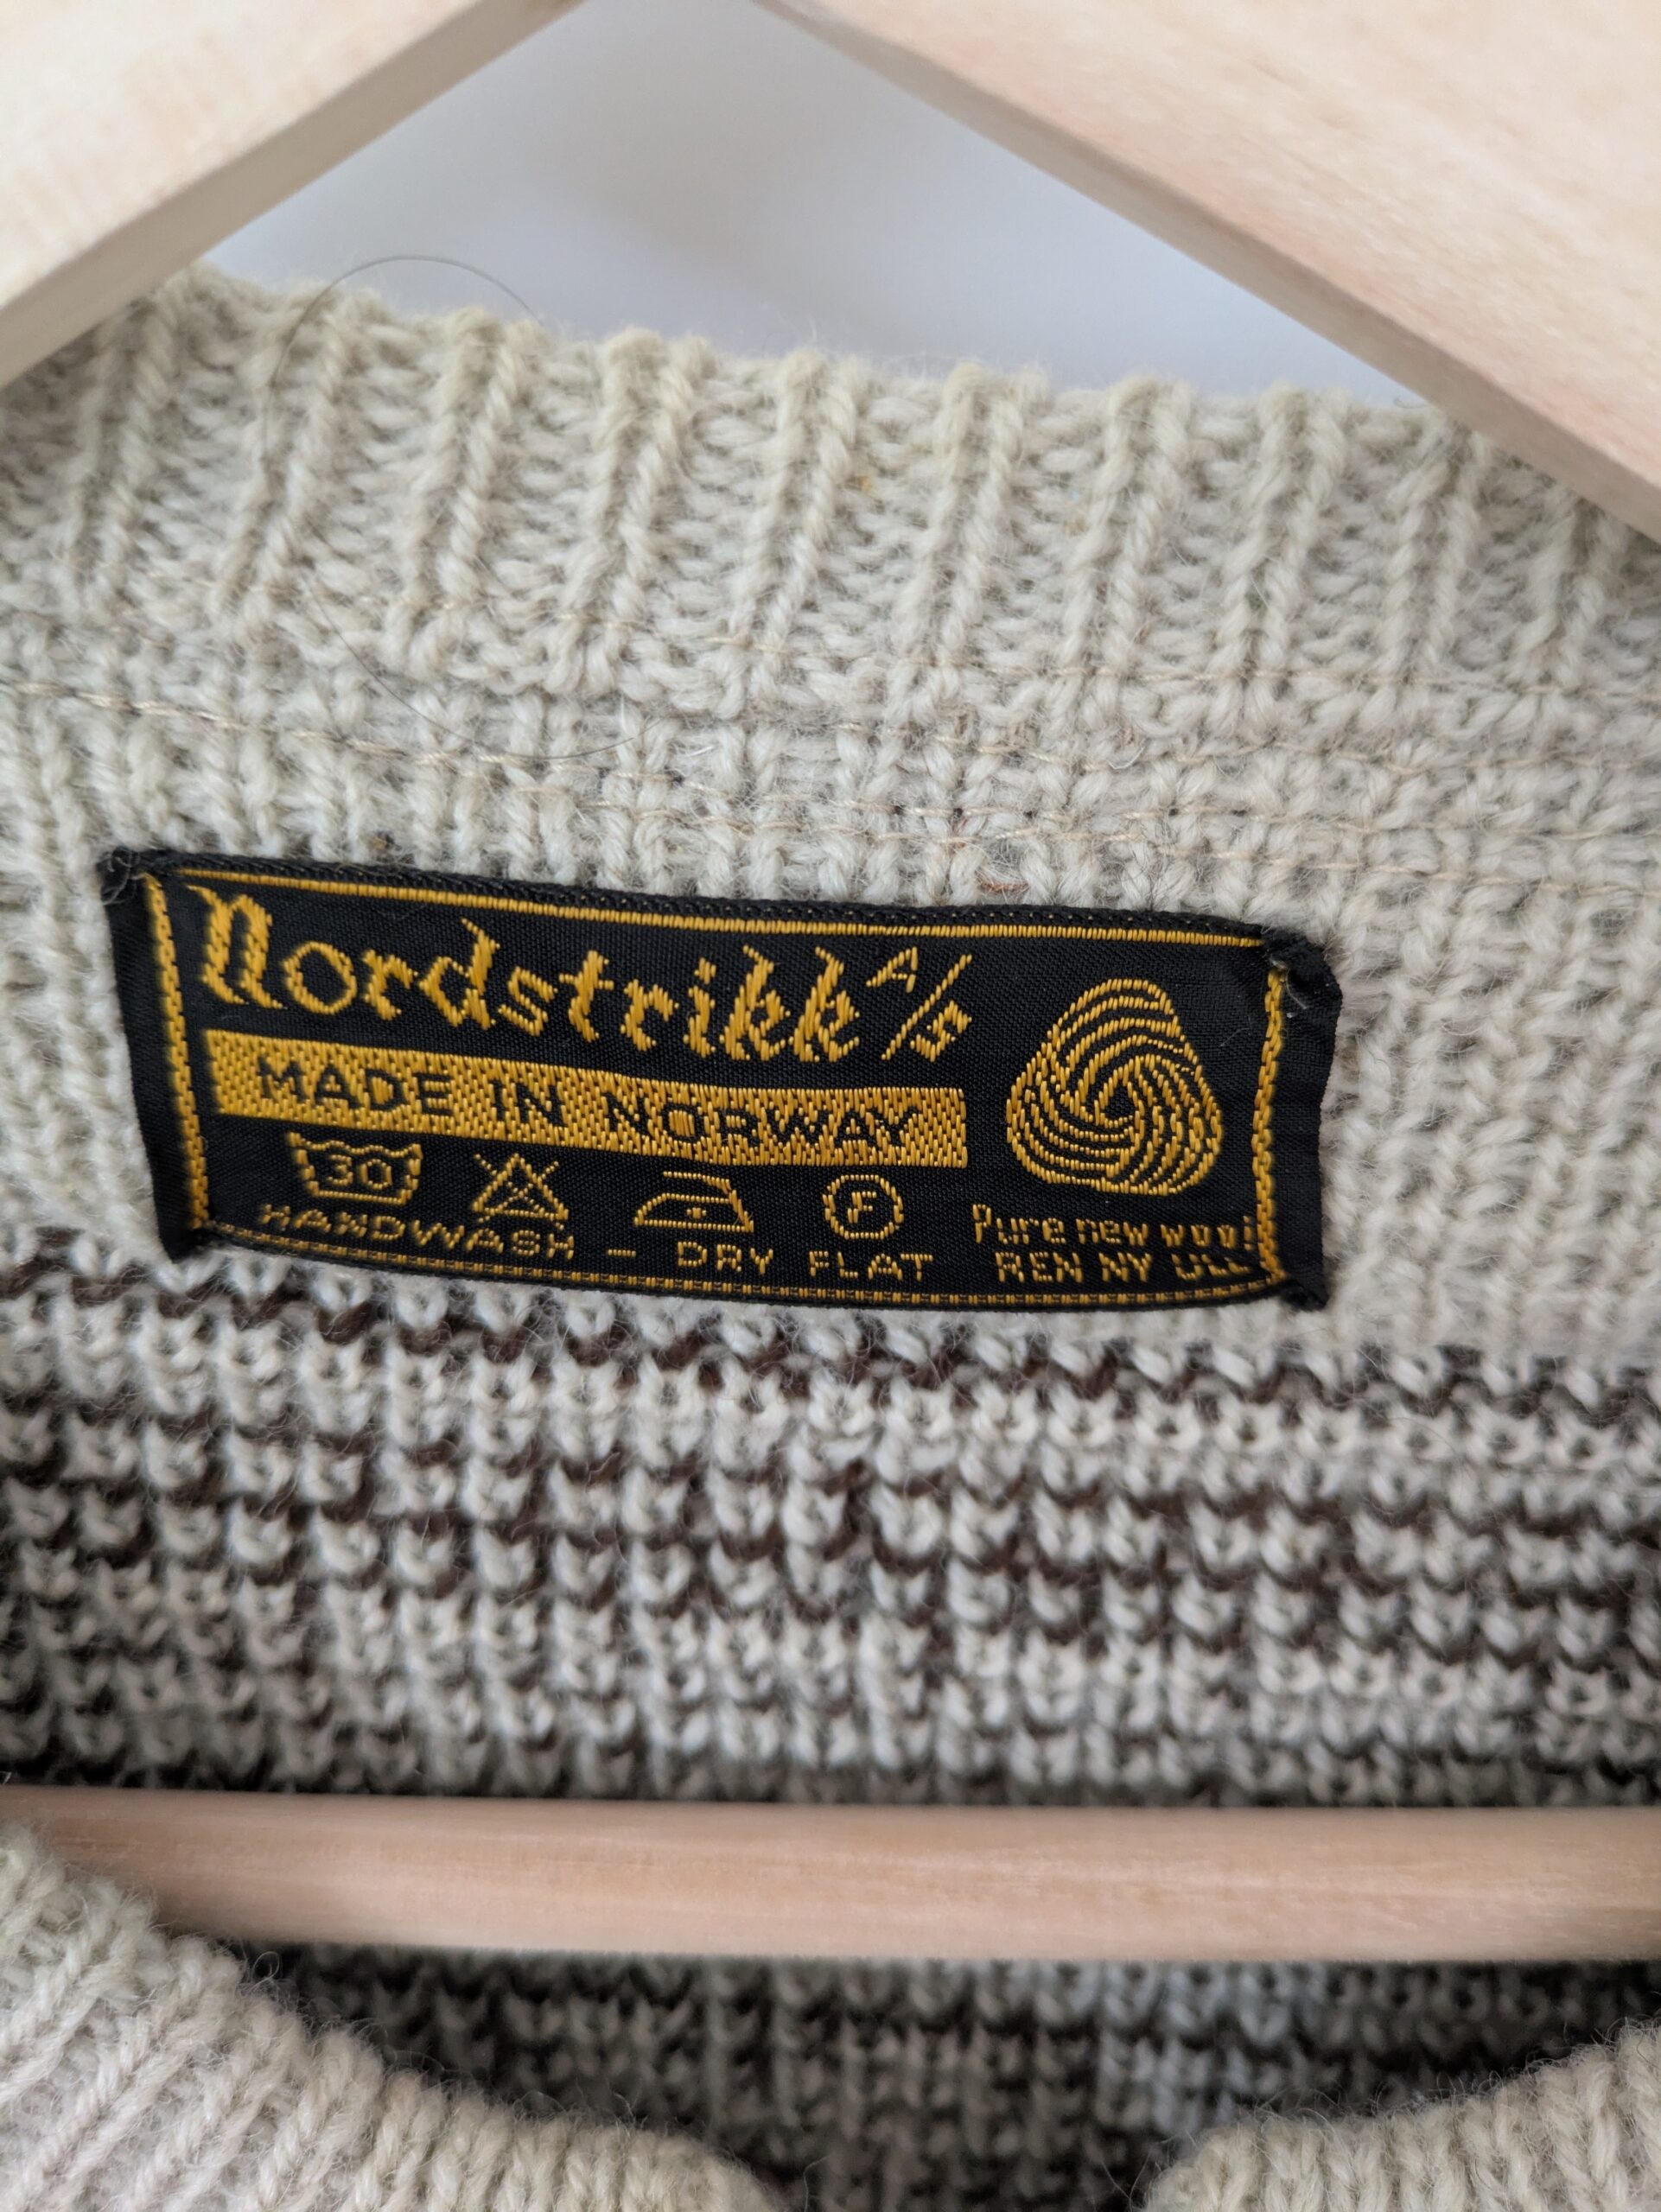 Nordstrikk A/s
MADE IN NORWAY
30
F
HANDWASH - DRY FLAT
Pure new wool
REN NY ULL